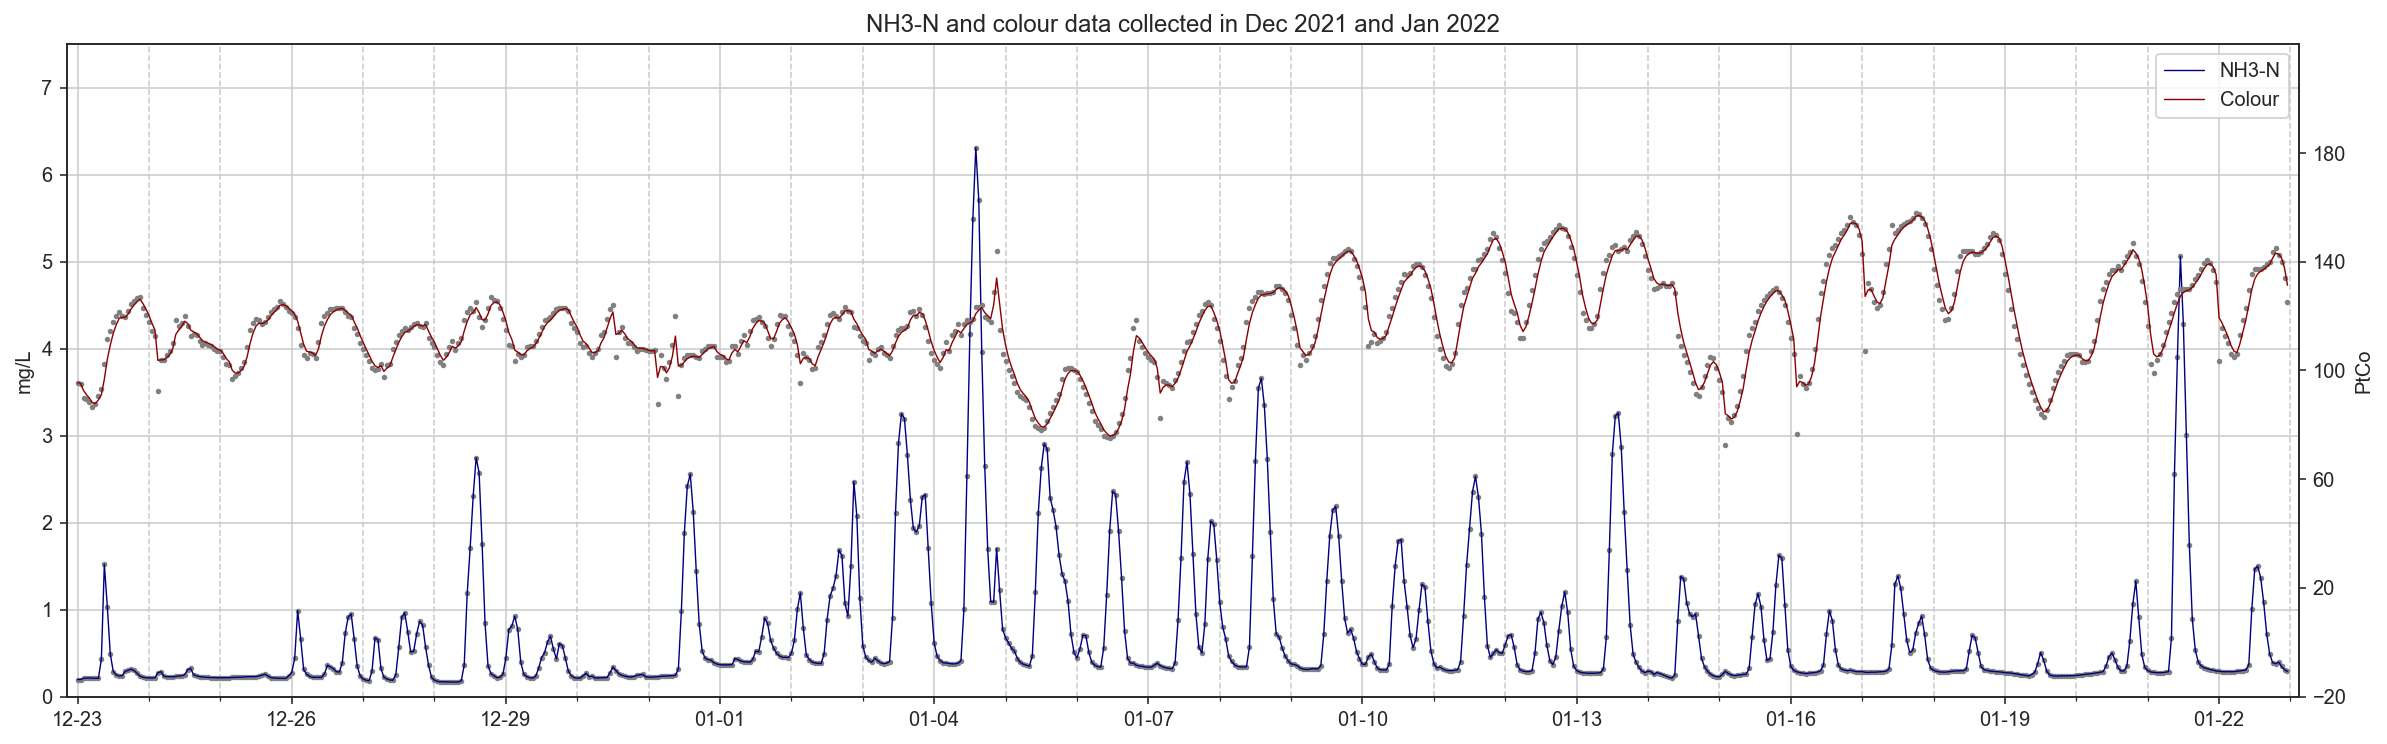 NH3-N and colour data collected in Dec 2021 and Jan 2022
NH3-N
Colour
mg/L
7
6
5
4
3
2
1
0
PtCo
180
140
100
60
20
−20
12-23 12-26 12-29 01-01 01-04 01-07 01-10 01-13 01-16 01-19 01-22